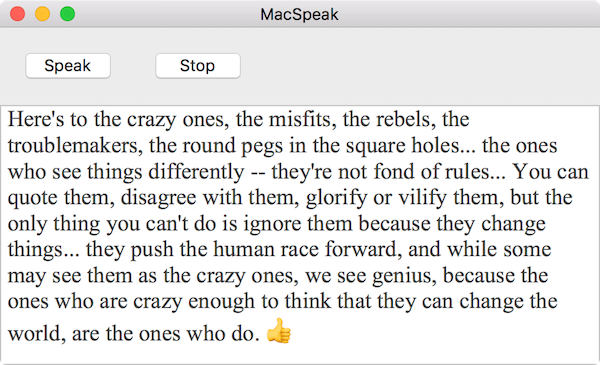 MacSpeak
Speak Stop
Here's to the crazy ones, the misfits, the rebels, the
troublemakers, the round pegs in the square holes... the ones
who see things differently -- they're not fond of rules... You can
quote them, disagree with them, glorify or vilify them, but the
only thing you can't do is ignore them because they change
things... they push the human race forward, and while some
may see them as the crazy ones, we see genius, because the
ones who are crazy enough to think that they can change the
world, are the ones who do. 👍